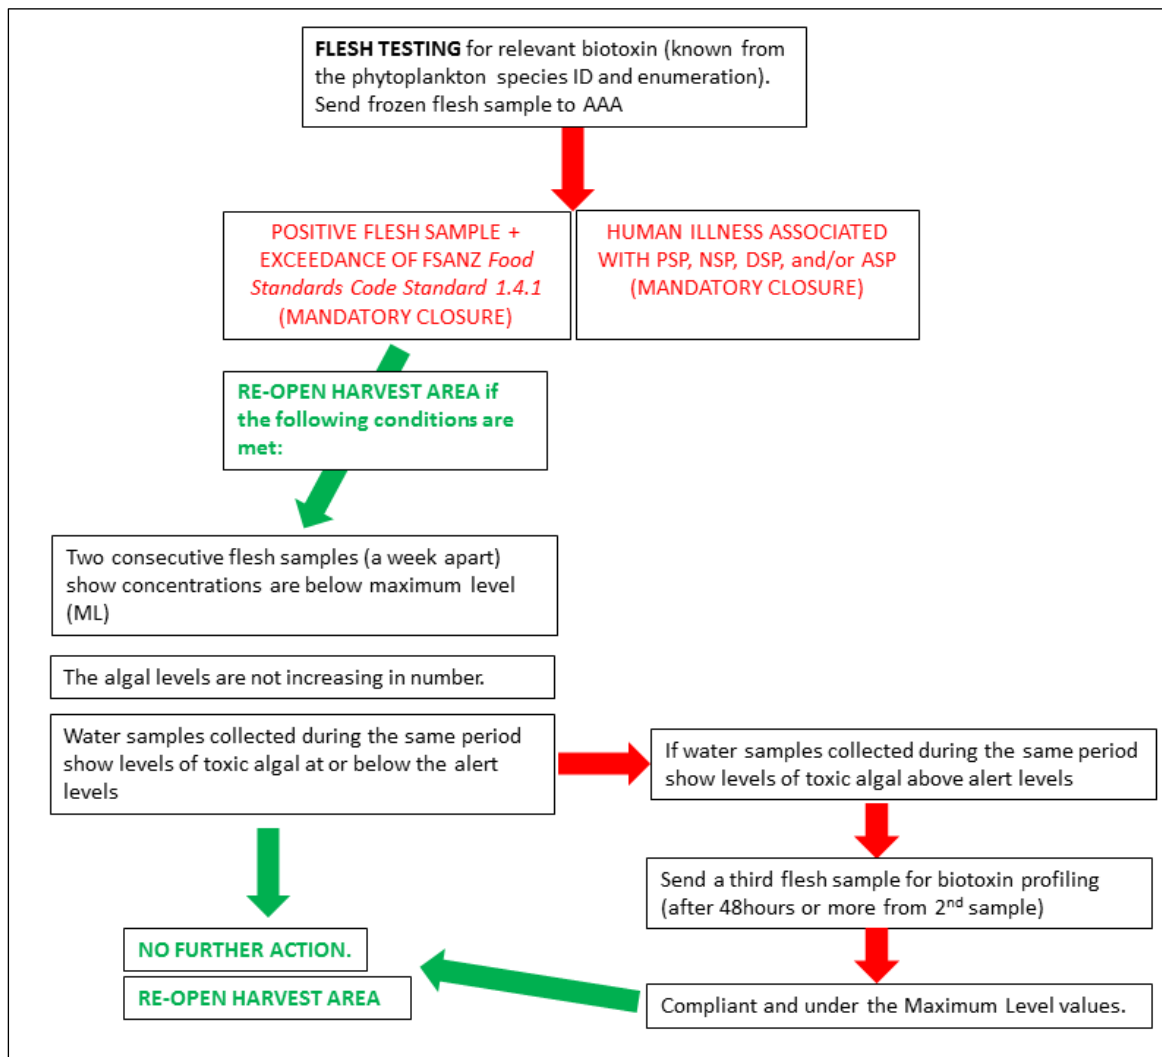 FLESH TESTING for relevant biotoxin (known from
the phytoplankton species ID and enumeration).
Send frozen flesh sample to AAA
POSITIVE FLESH SAMPLE +
EXCEEDANCE OF FSANZ Food
Standards Code Standard 1.4.1
(MANDATORY CLOSURE)
HUMAN ILLNESS ASSOCIATED
WITH PSP, NSP, DSP, and/or ASP
(MANDATORY CLOSURE)
RE-OPEN HARVEST AREA if
the following conditions are
met:
Two consecutive flesh samples (a week apart)
show concentrations are below maximum level
(ML)
The algal levels are not increasing in number.
Water samples collected during the same period
show levels of toxic algal at or below the alert
levels
If water samples collected during the same period
show levels of toxic algal above alert levels
Send a third flesh sample for biotoxin profiling
(after 48hours or more from 2nd sample)
Compliant and under the Maximum Level values.
NO FURTHER ACTION.
RE-OPEN HARVEST AREA